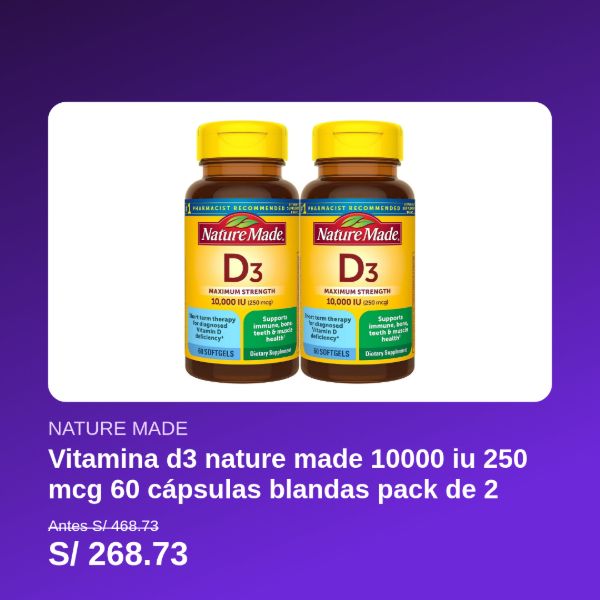 #1 PHARMACIST RECOMMENDED
Nature Made
D3
MAXIMUM STRENGTH
10,000 IU (250 mcg)
Short term therapy
for diagnosed
Vitamin D
deficiency*
Supports
immune, bone,
teeth & muscle
health†
60 SOFTGELS
Dietary Supplement
PHARMACIST RECOMMENDED
Nature Made
D3
MAXIMUM STRENGTH
10,000 IU (250 mcg)
Short term therapy
for diagnosed
Vitamin D
deficiency*
Supports
immune, bone,
teeth & muscle
health†
60 SOFTGELS
Dietary Supplement
NATURE MADE
Vitamina d3 nature made 10000 iu 250
mcg 60 cápsulas blandas pack de 2
Antes S/ 468.73
S/ 268.73